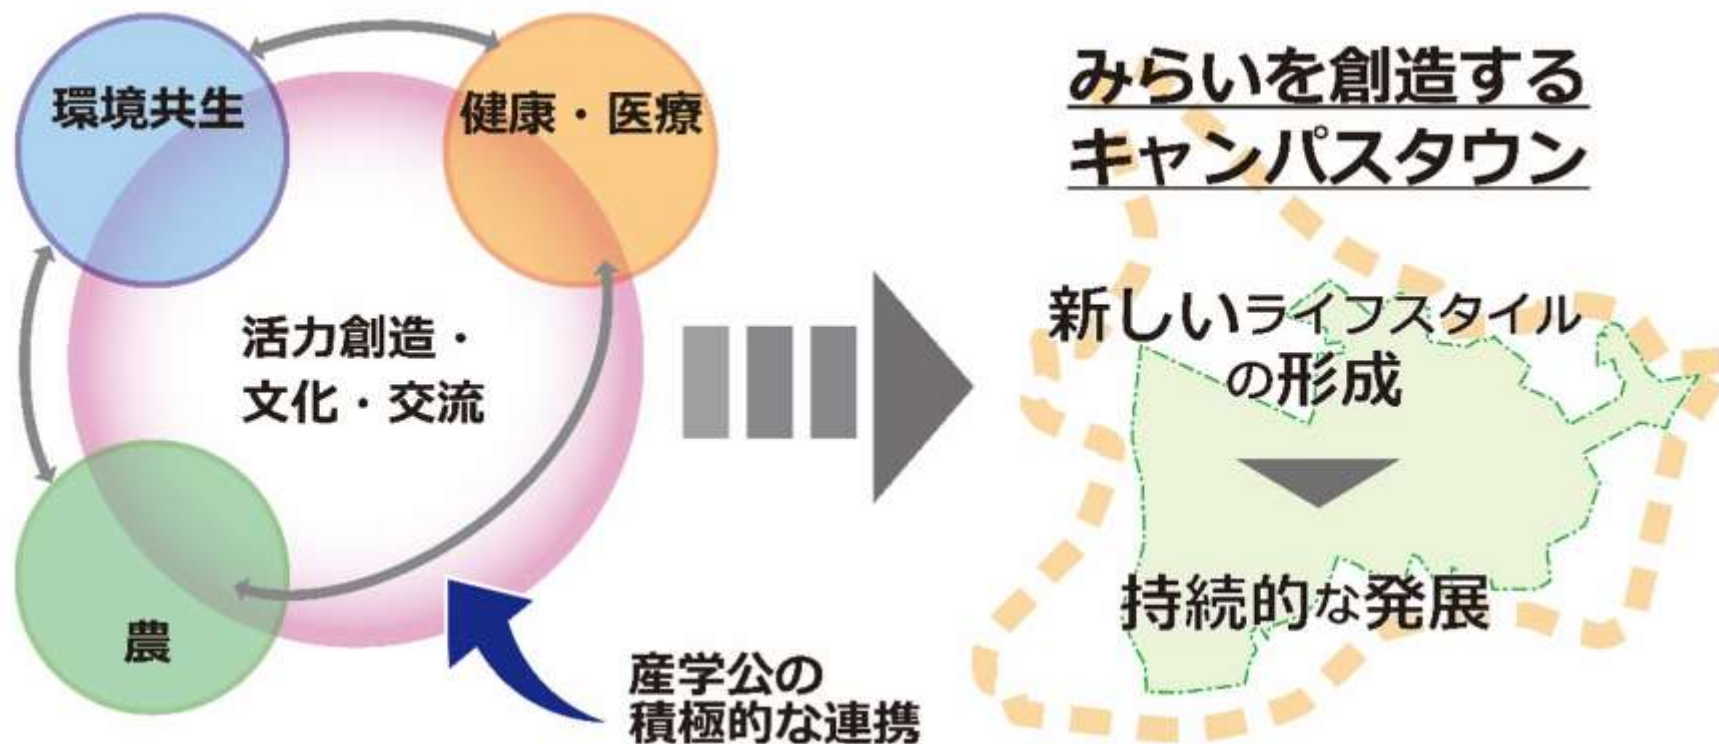 環境共生
健康・医療
活力創造・
文化・交流
農
産学公の
積極的な連携
みらいを創造する
キャンパスタウン
新しいライフスタイル
の形成
持続的な発展